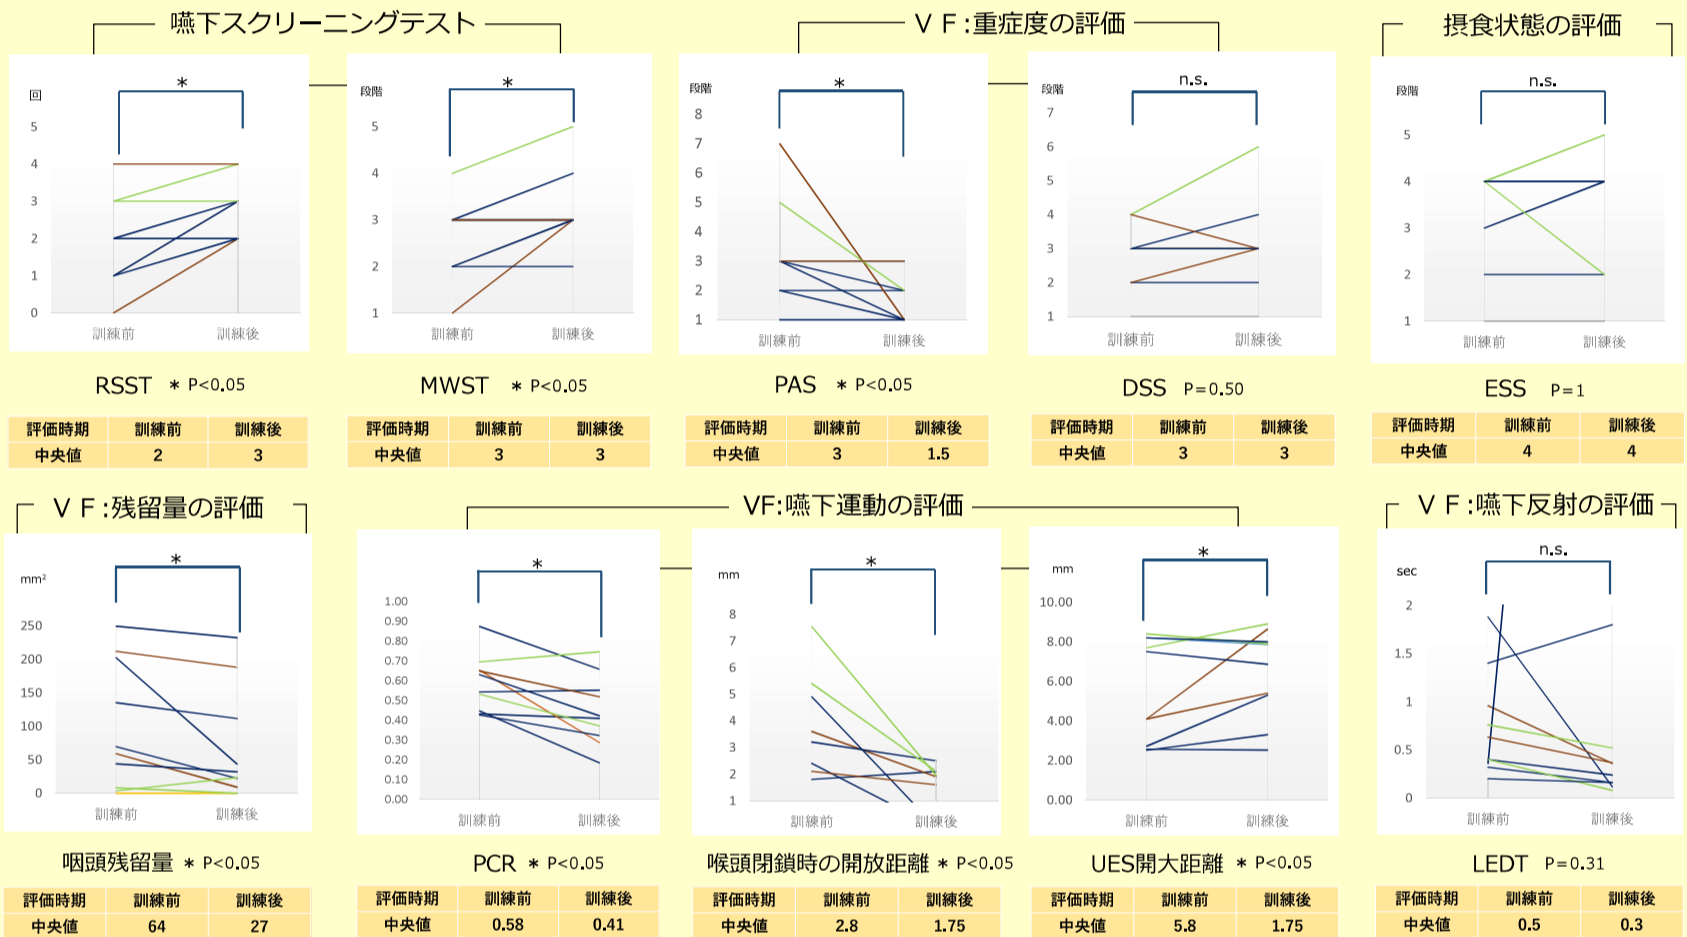 嚥下スクリーニングテスト
ＶＦ:重症度の評価
摂食状態の評価
*
回
5
4
3
2
1
0
訓練前 訓練後
RSST * P<0.05
評価時期 訓練前 訓練後
中央値 2 3
*
段階
5
4
3
2
1
訓練前 訓練後
MWST * P<0.05
評価時期 訓練前 訓練後
中央値 3 3
*
段階
8
7
6
5
4
3
2
1
訓練前 訓練後
PAS * P<0.05
評価時期 訓練前 訓練後
中央値 3 1.5
n.s.
段階
7
6
5
4
3
2
1
訓練前 訓練後
DSS P=0.50
評価時期 訓練前 訓練後
中央値 3 3
n.s.
段階
5
4
3
2
1
訓練前 訓練後
ESS P=1
評価時期 訓練前 訓練後
中央値 4 4
ＶＦ:残留量の評価
VF:嚥下運動の評価
ＶＦ:嚥下反射の評価
*
mm²
250
200
150
100
50
0
訓練前 訓練後
咽頭残留量 * P<0.05
評価時期 訓練前 訓練後
中央値 64 27
*
1.00
0.90
0.80
0.70
0.60
0.50
0.40
0.30
0.20
0.10
0.00
訓練前 訓練後
PCR * P<0.05
評価時期 訓練前 訓練後
中央値 0.58 0.41
*
mm
8
7
6
5
4
3
2
1
訓練前 訓練後
喉頭閉鎖時の開放距離 * P<0.05
評価時期 訓練前 訓練後
中央値 2.8 1.75
*
mm
10.00
8.00
6.00
4.00
2.00
0.00
訓練前 訓練後
UES開大距離 * P<0.05
評価時期 訓練前 訓練後
中央値 5.8 1.75
n.s.
sec
2
1.5
1
0.5
0
訓練前 訓練後
LEDT P=0.31
評価時期 訓練前 訓練後
中央値 0.5 0.3